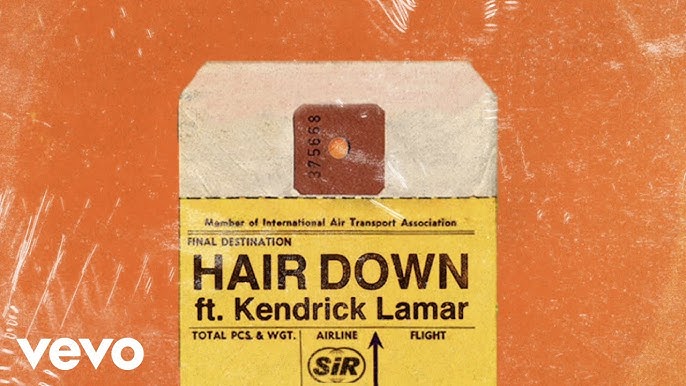 375668
Member of International Air Transport Association
FINAL DESTINATION
HAIR DOWN
ft. Kendrick Lamar
TOTAL PCS. & WGT. AIRLINE FLIGHT
SiR
vevo